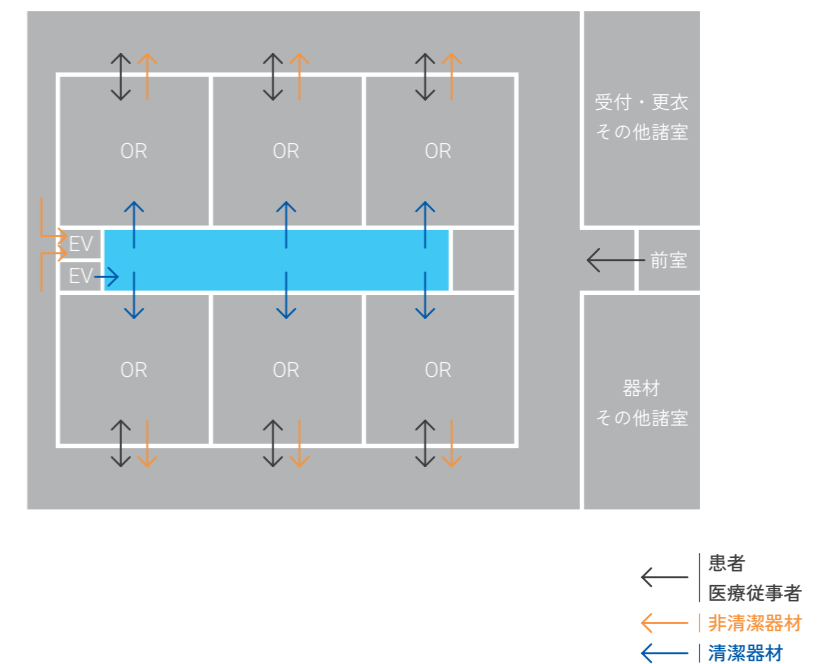 OR
OR
OR
受付・更衣
その他諸室
EV
EV
前室
OR
OR
OR
器材
その他諸室
患者
医療従事者
非清潔器材
清潔器材